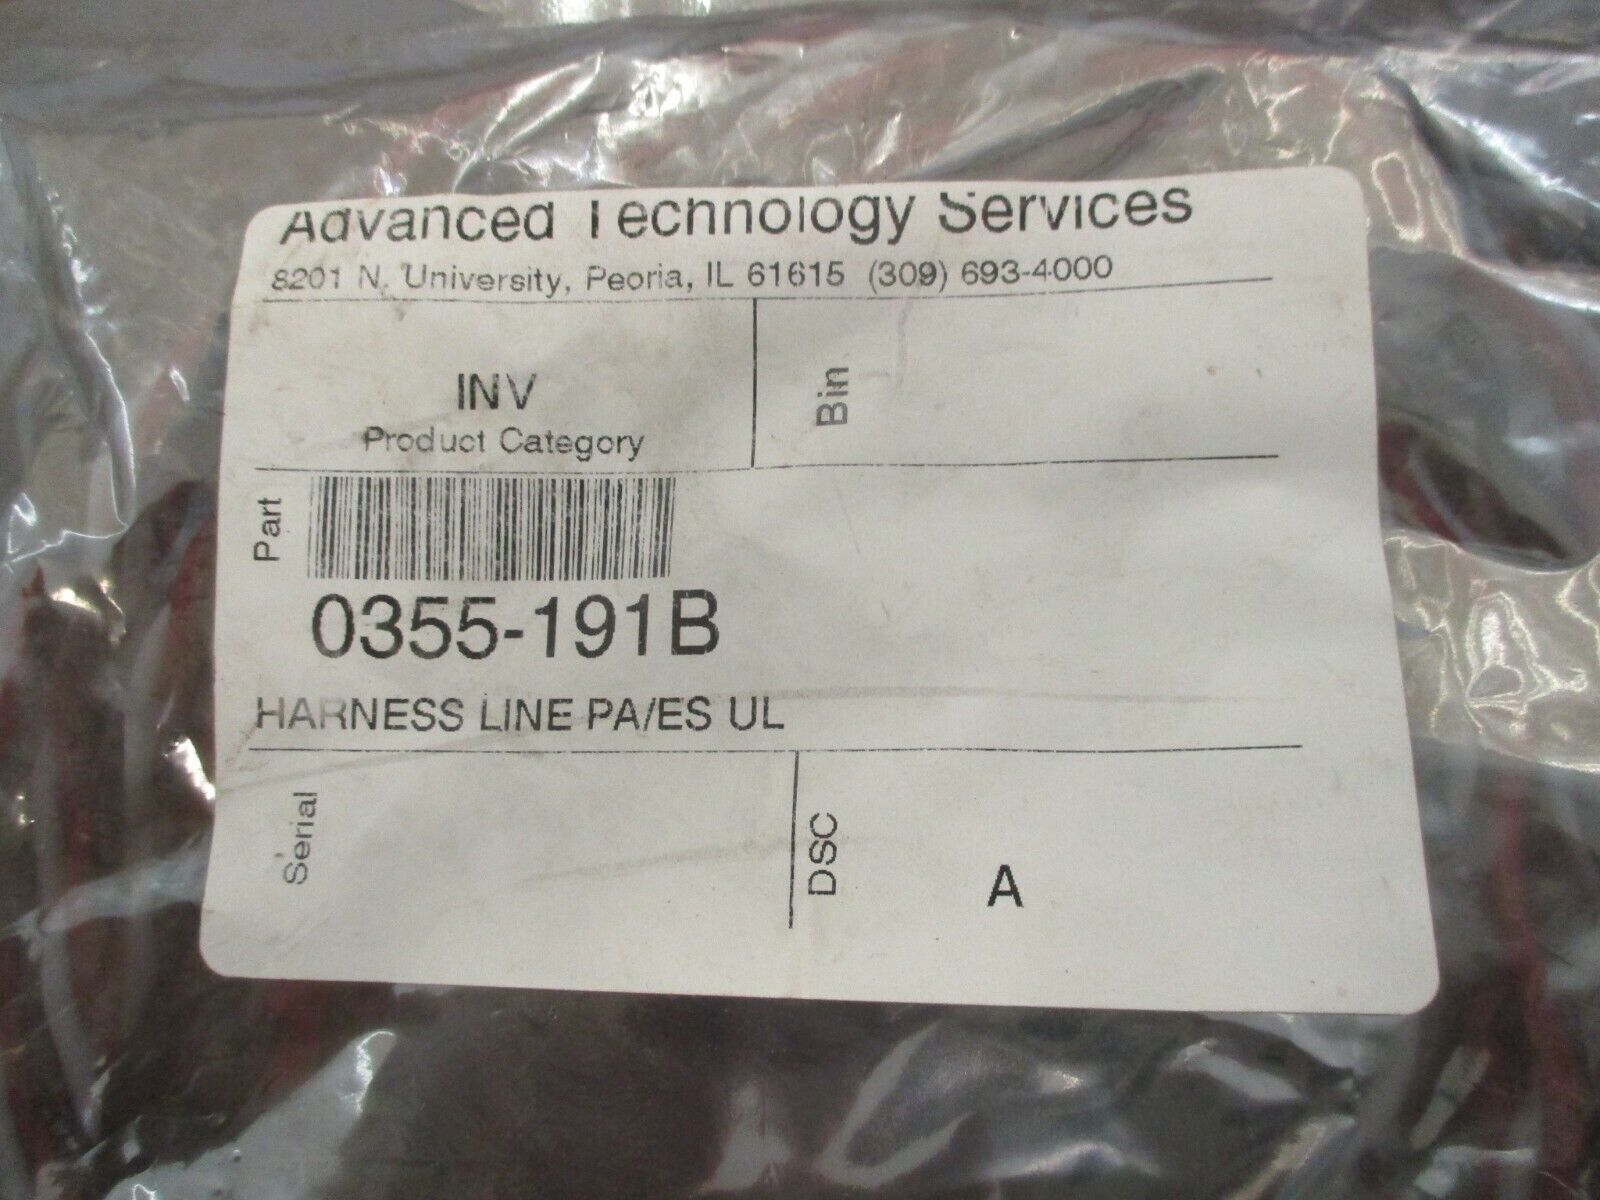 Advanced Technology Services
8201 N. University, Peoria, IL 61615 (309) 693-4000
INV
Product Category
Bin
Part
0355-191B
HARNESS LINE PA/ES UL
Serial
DSC
A